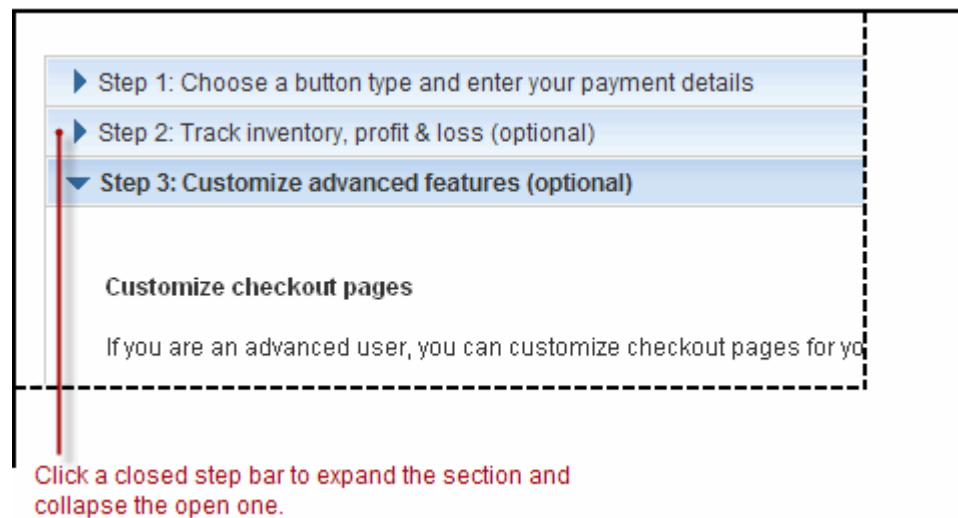 Step 1: Choose a button type and enter your payment details
Step 2: Track inventory, profit & loss (optional)
Step 3: Customize advanced features (optional)
Customize checkout pages
If you are an advanced user, you can customize checkout pages for yo
Click a closed step bar to expand the section and
collapse the open one.